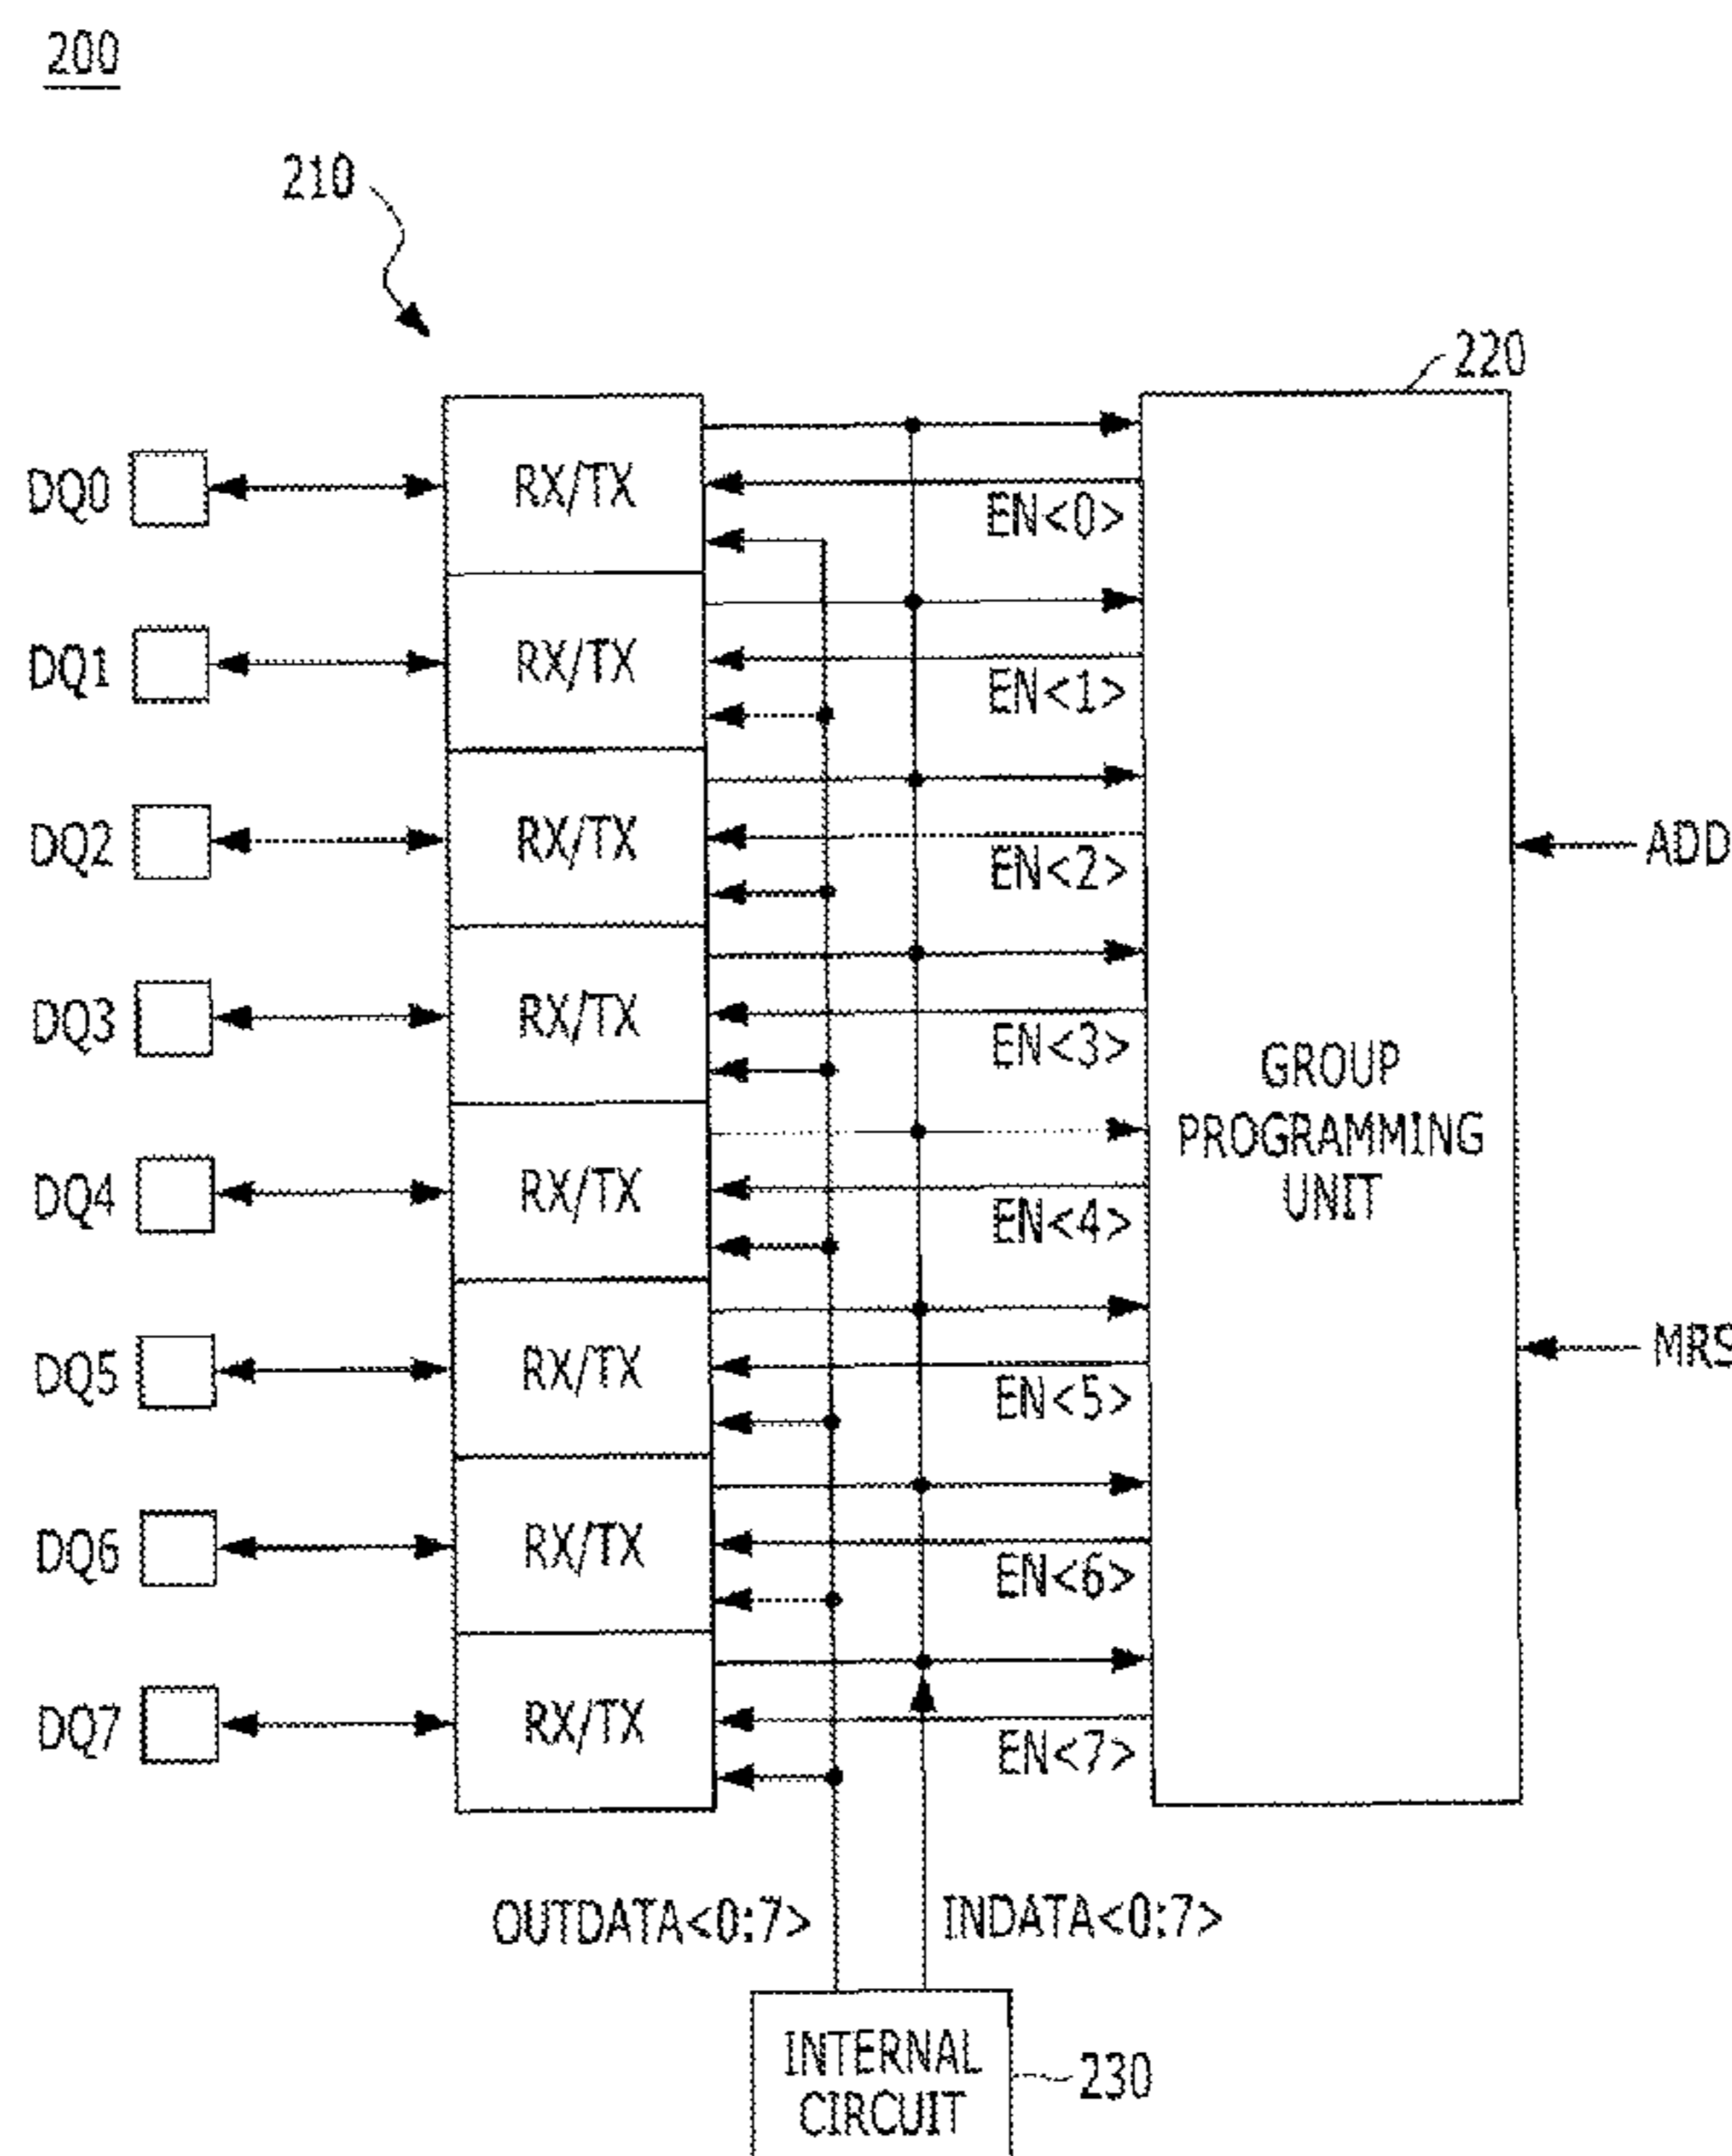 200
210
220
DQ0
RX/TX
EN<0>
DQ1
RX/TX
EN<1>
DQ2
RX/TX
EN<2>
ADD
DQ3
RX/TX
EN<3>
GROUP
PROGRAMMING
UNIT
DQ4
RX/TX
EN<4>
DQ5
RX/TX
EN<5>
MRS
DQ6
RX/TX
EN<6>
DQ7
RX/TX
EN<7>
OUTDATA<0:7>
INDATA<0:7>
INTERNAL
CIRCUIT
230